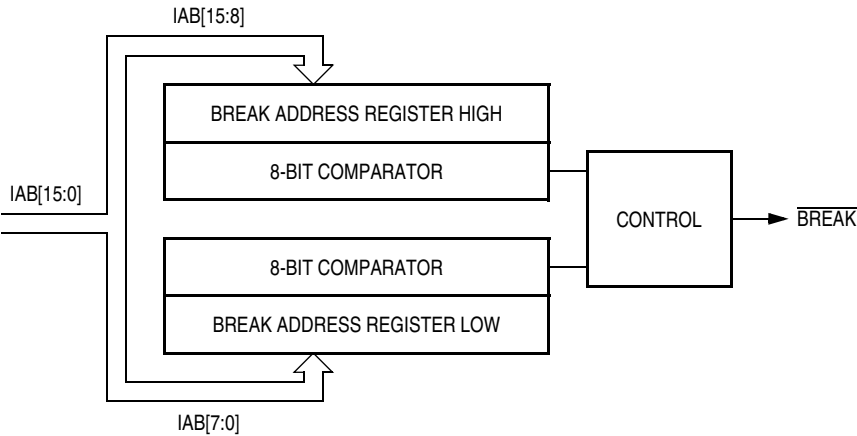 IAB[15:8]
BREAK ADDRESS REGISTER HIGH
8-BIT COMPARATOR
IAB[15:0]
CONTROL
BREAK
8-BIT COMPARATOR
BREAK ADDRESS REGISTER LOW
IAB[7:0]